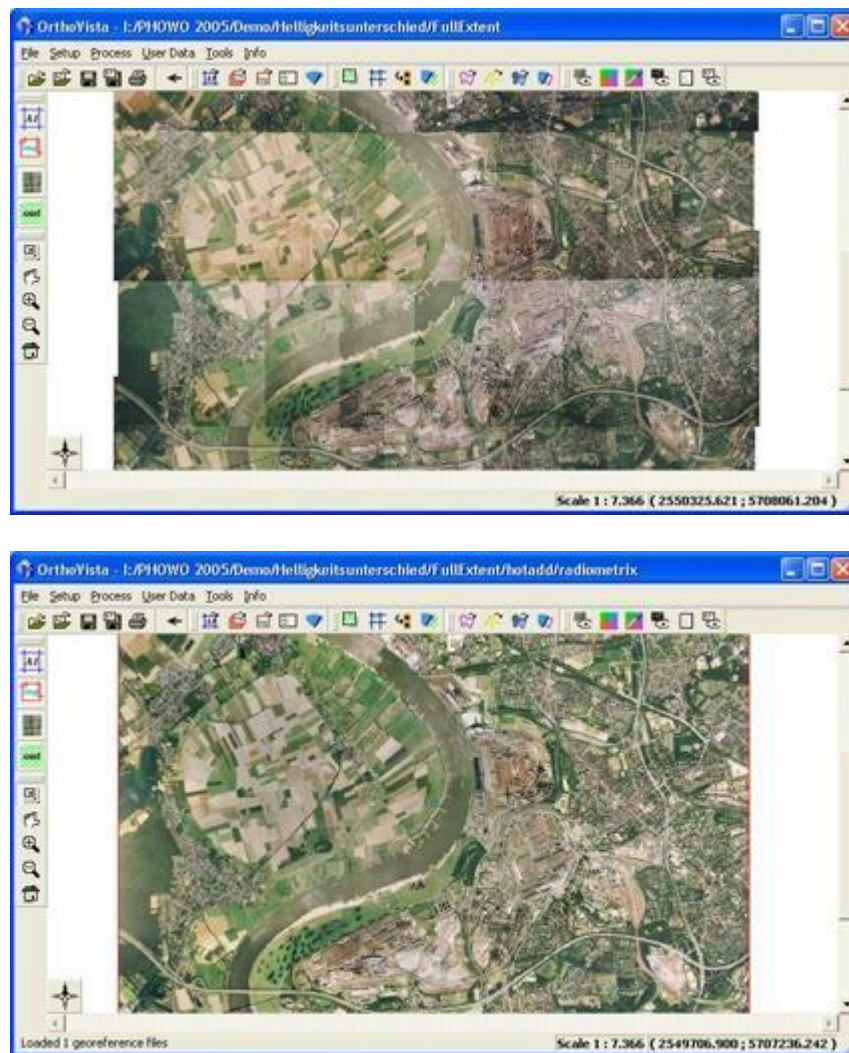 OrthoVista - I:/PHOWO 2005/Demo/Helligkeitsunterschied/FullExtent
File Setup Process User Data Tools Info
AI
Scale 1 : 7.366 ( 2550325.621 ; 5708061.204 )
OrthoVista - I:/PHOWO 2005/Demo/Helligkeitsunterschied/FullExtent/hotadd/radiometrix
File Setup Process User Data Tools Info
AI
Loaded 1 georeference files
Scale 1 : 7.366 ( 2549706.900 ; 5707236.242 )